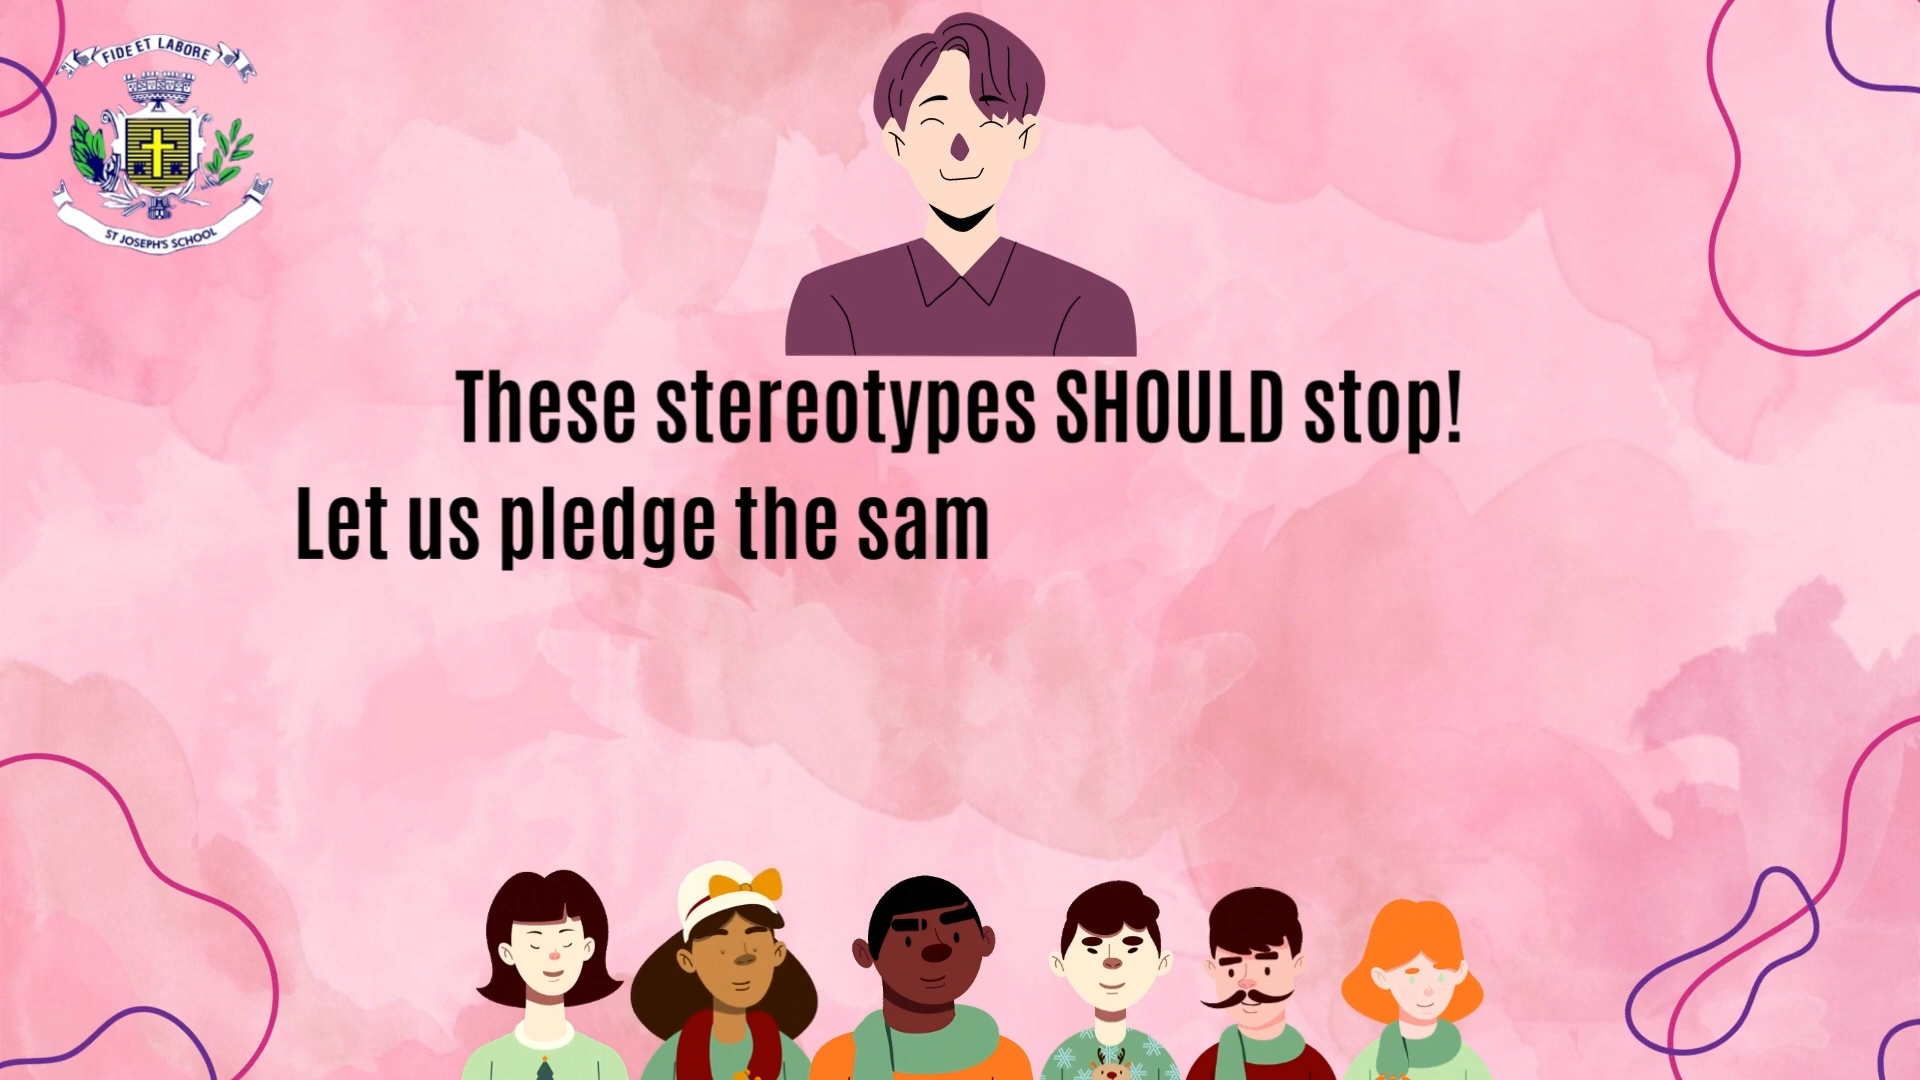 FIDE ET LABORE
ST JOSEPH'S SCHOOL
These stereotypes SHOULD stop!
Let us pledge the sam